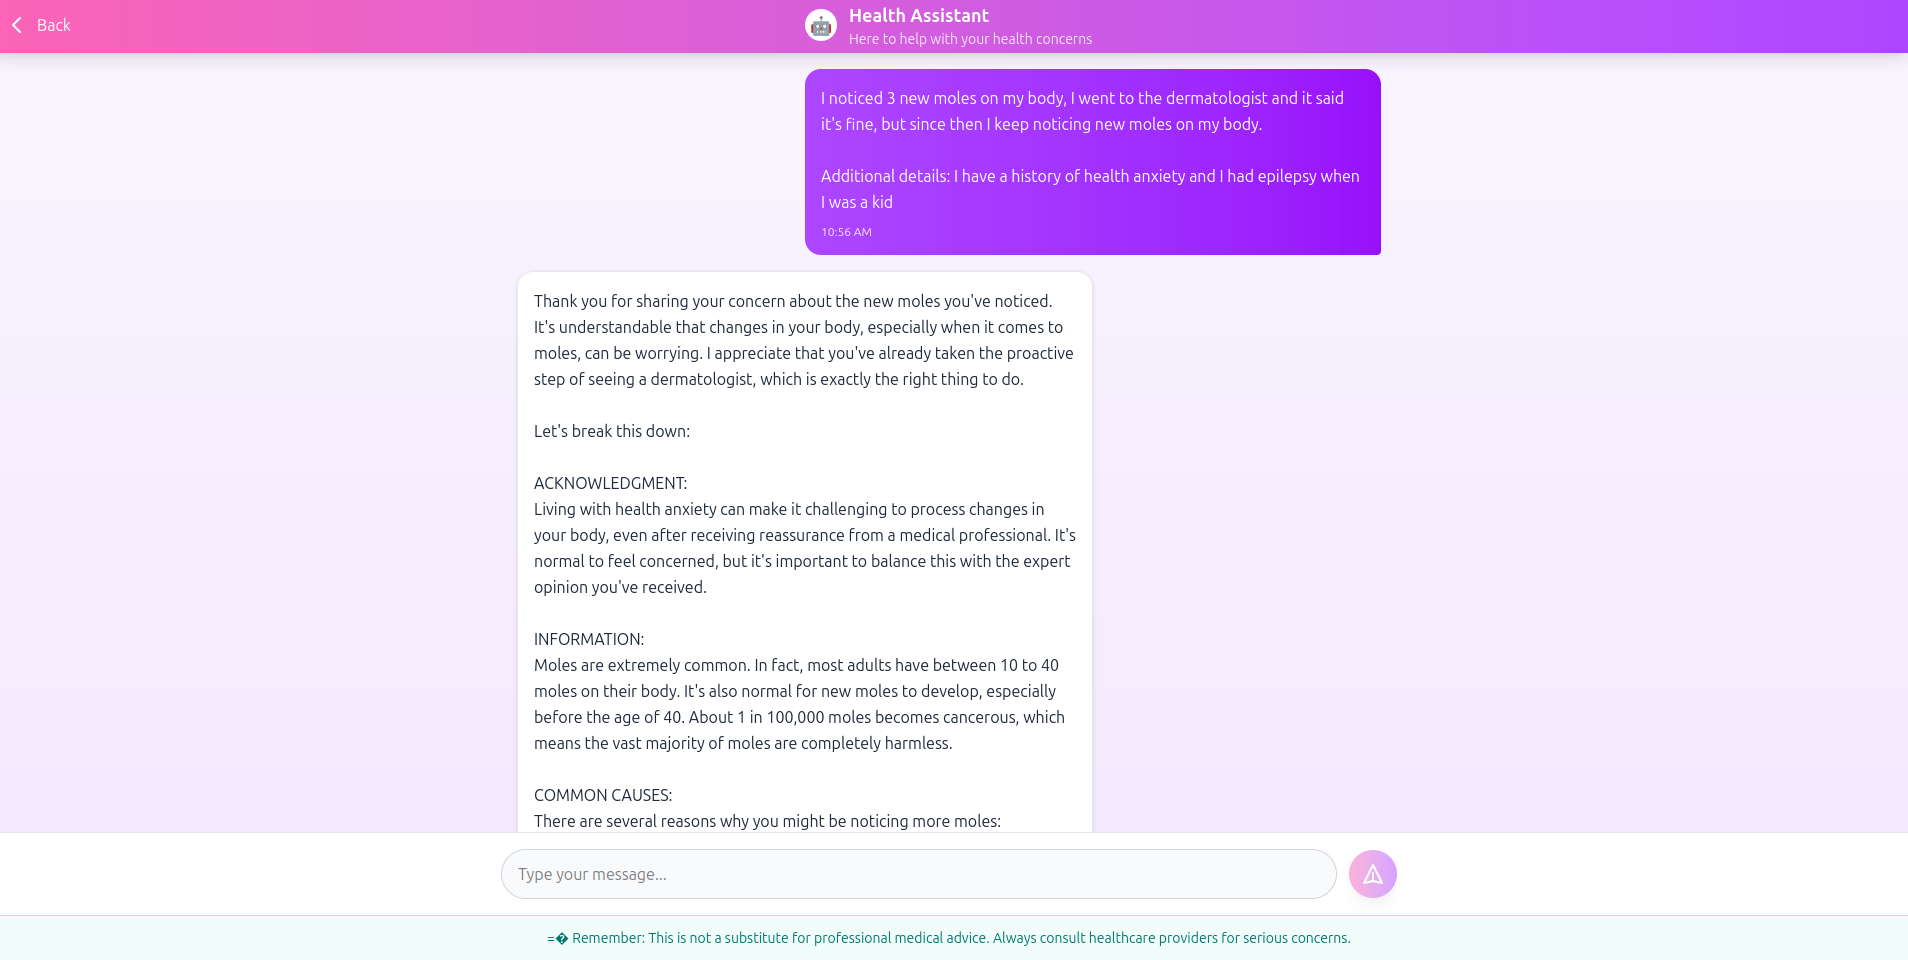 Back
Health Assistant
Here to help with your health concerns
I noticed 3 new moles on my body, I went to the dermatologist and it said
it's fine, but since then I keep noticing new moles on my body.
Additional details: I have a history of health anxiety and I had epilepsy when
I was a kid
10:56 AM
Thank you for sharing your concern about the new moles you've noticed.
It's understandable that changes in your body, especially when it comes to
moles, can be worrying. I appreciate that you've already taken the proactive
step of seeing a dermatologist, which is exactly the right thing to do.
Let's break this down:
ACKNOWLEDGMENT:
Living with health anxiety can make it challenging to process changes in
your body, even after receiving reassurance from a medical professional. It's
normal to feel concerned, but it's important to balance this with the expert
opinion you've received.
INFORMATION:
Moles are extremely common. In fact, most adults have between 10 to 40
moles on their body. It's also normal for new moles to develop, especially
before the age of 40. About 1 in 100,000 moles becomes cancerous, which
means the vast majority of moles are completely harmless.
COMMON CAUSES:
There are several reasons why you might be noticing more moles:
Type your message...
=� Remember: This is not a substitute for professional medical advice. Always consult healthcare providers for serious concerns.